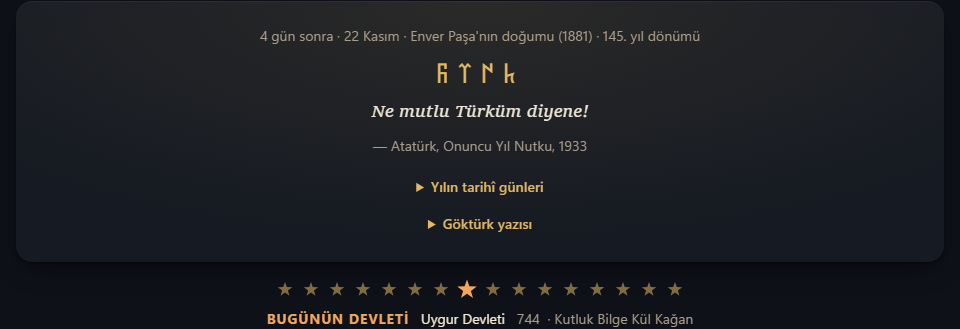 4 gün sonra · 22 Kasım · Enver Paşa'nın doğumu (1881) · 145. yıl dönümü
Ne mutlu Türküm diyene!
— Atatürk, Onuncu Yıl Nutku, 1933
▶ Yılın tarihî günleri
▶ Göktürk yazısı
BUGÜNÜN DEVLETİ Uygur Devleti 744 · Kutluk Bilge Kül Kağan